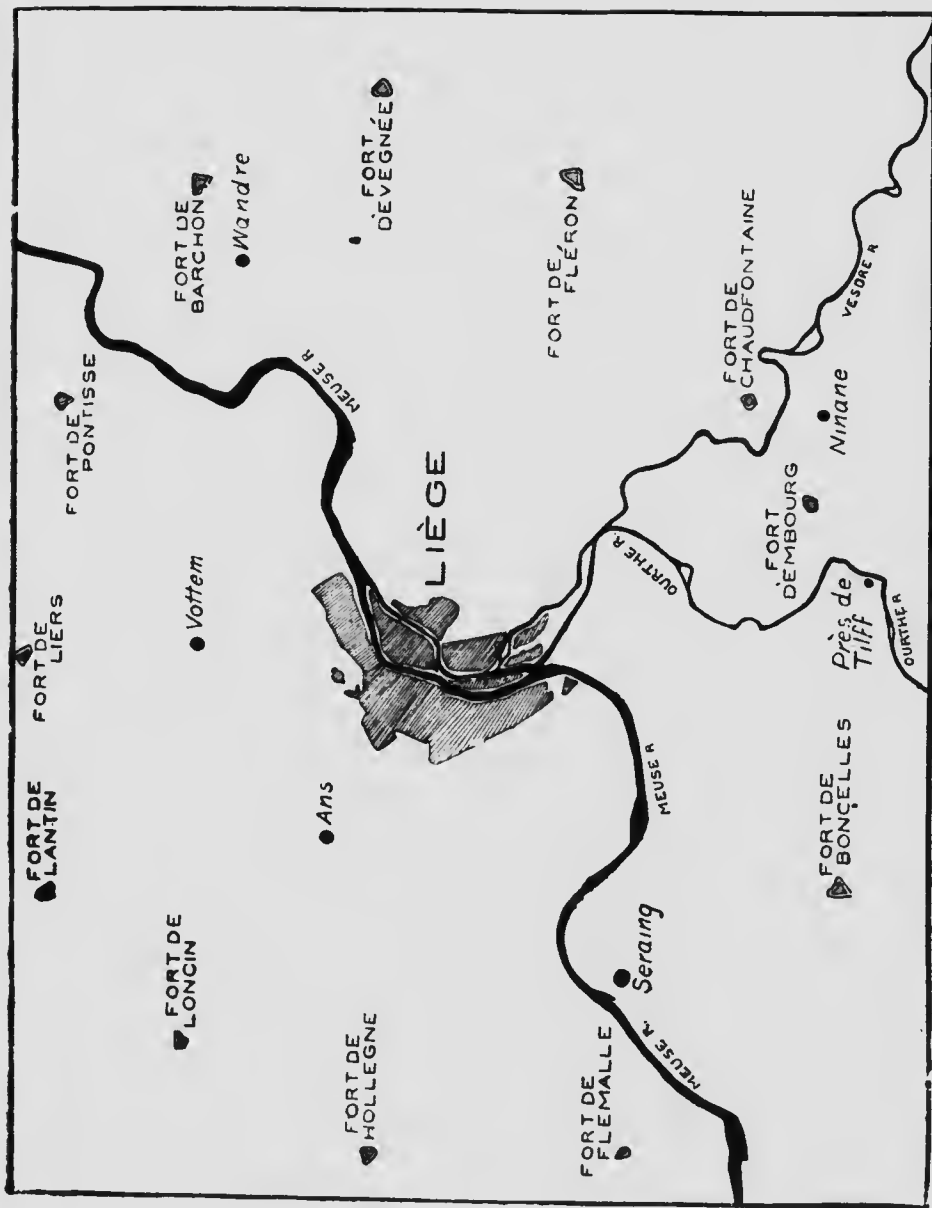 FORT DE
LANTIN
FORT DE
LIERS
FORT DE
PONTISSE
FORT DE
LONCIN
FORT DE
BARCHON
Vottem
Wandre
MEUSE R
Ans
FORT DE
HOLLEGNE
FORT
D'EVEGNÉE
LIÈGE
FORT DE
FLÉRON
FORT DE
FLEMALLE
Seraing
MEUSE R
OURTHE R.
MEUSE R.
FORT DE
CHAUDFONTAINE
FORT
D'EMBOURG
FORT DE
BONÇELLES
Ninane
Près de
Tilff
VESDRE R
OURTHE R